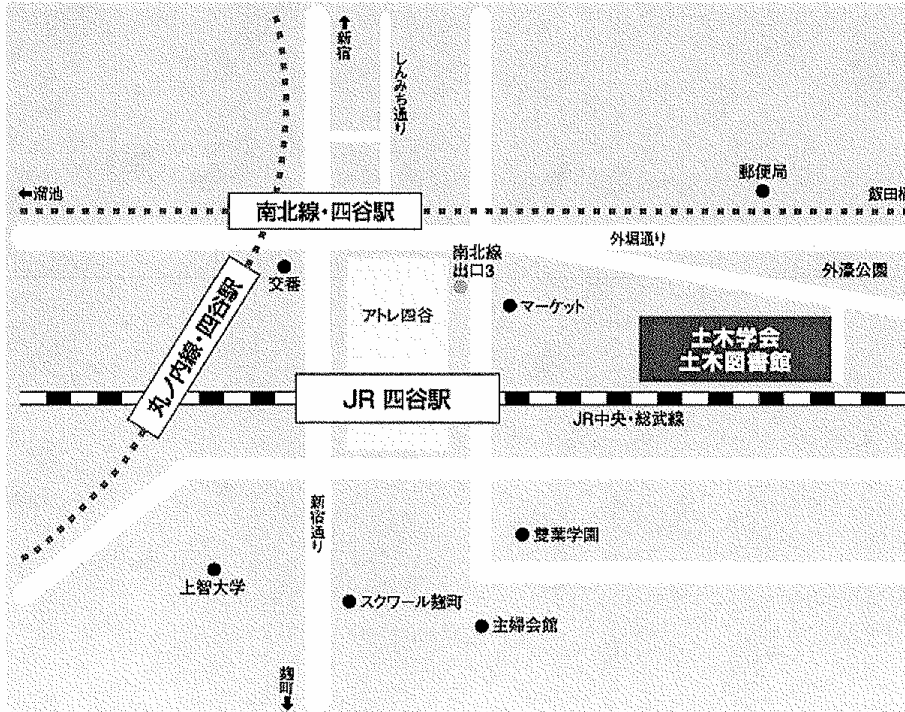 ↑新宿
しんみち通り
郵便局
←溜池
飯田橋
南北線・四谷駅
外堀通り
南北線
出口3
外濠公園
交番
丸ノ内線・四谷駅
アトレ四谷
マーケット
土木学会
土木図書館
JR 四谷駅
JR中央・総武線
新宿通り
雙葉学園
上智大学
スクワール麹町
主婦会館
麹町↓